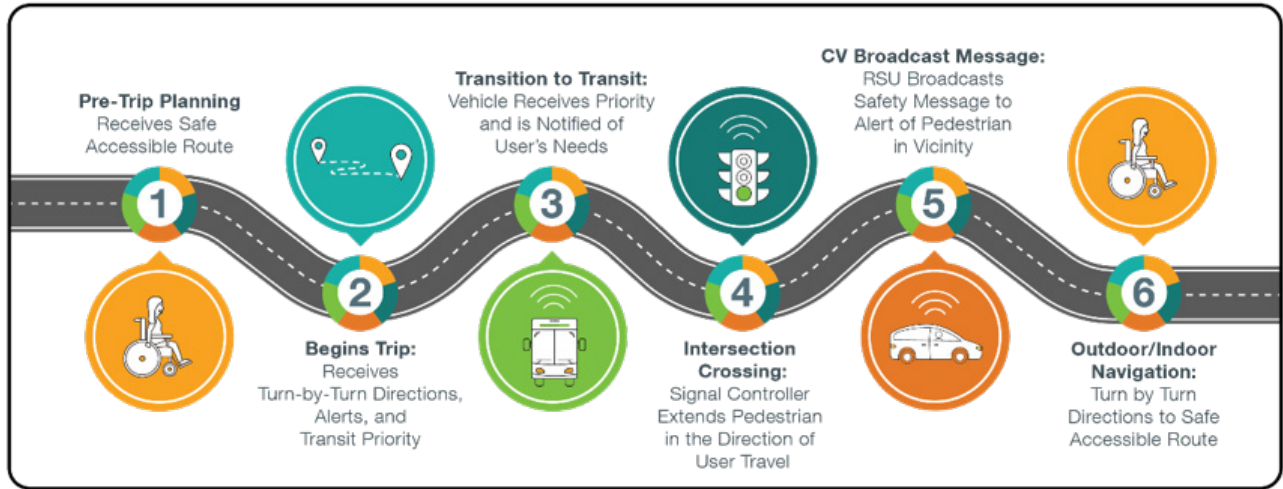 1
Pre-Trip Planning
Receives Safe
Accessible Route
2
Begins Trip:
Receives
Turn-by-Turn Directions,
Alerts, and
Transit Priority
3
Transition to Transit:
Vehicle Receives Priority
and is Notified of
User's Needs
4
Intersection
Crossing:
Signal Controller
Extends Pedestrian
in the Direction of
User Travel
5
CV Broadcast Message:
RSU Broadcasts
Safety Message to
Alert of Pedestrian
in Vicinity
6
Outdoor/Indoor
Navigation:
Turn by Turn
Directions to Safe
Accessible Route